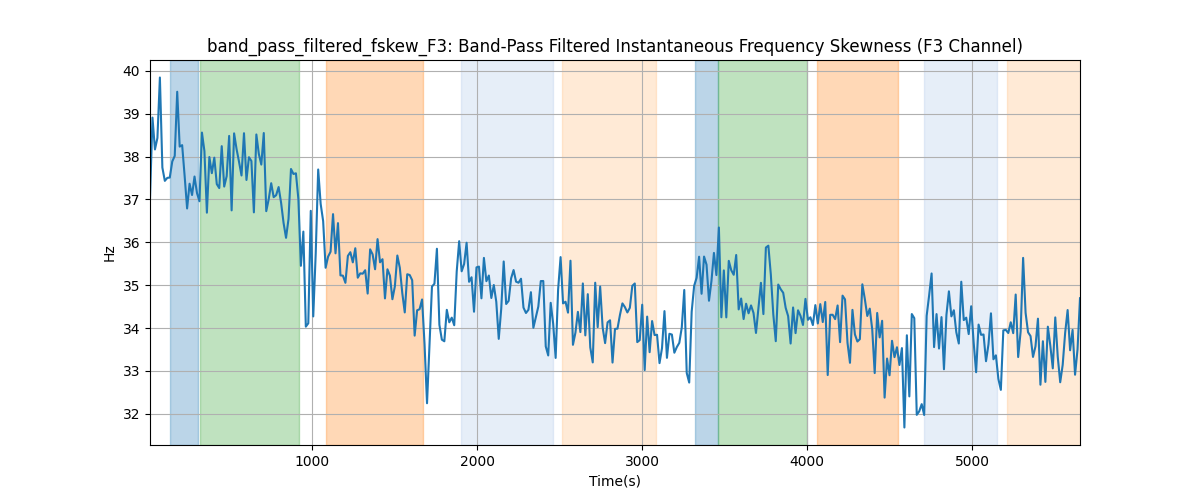 band_pass_filtered_fskew_F3: Band-Pass Filtered Instantaneous Frequency Skewness (F3 Channel)
40
39
38
37
36
35
34
33
32
Hz
1000 2000 3000 4000 5000
Time(s)